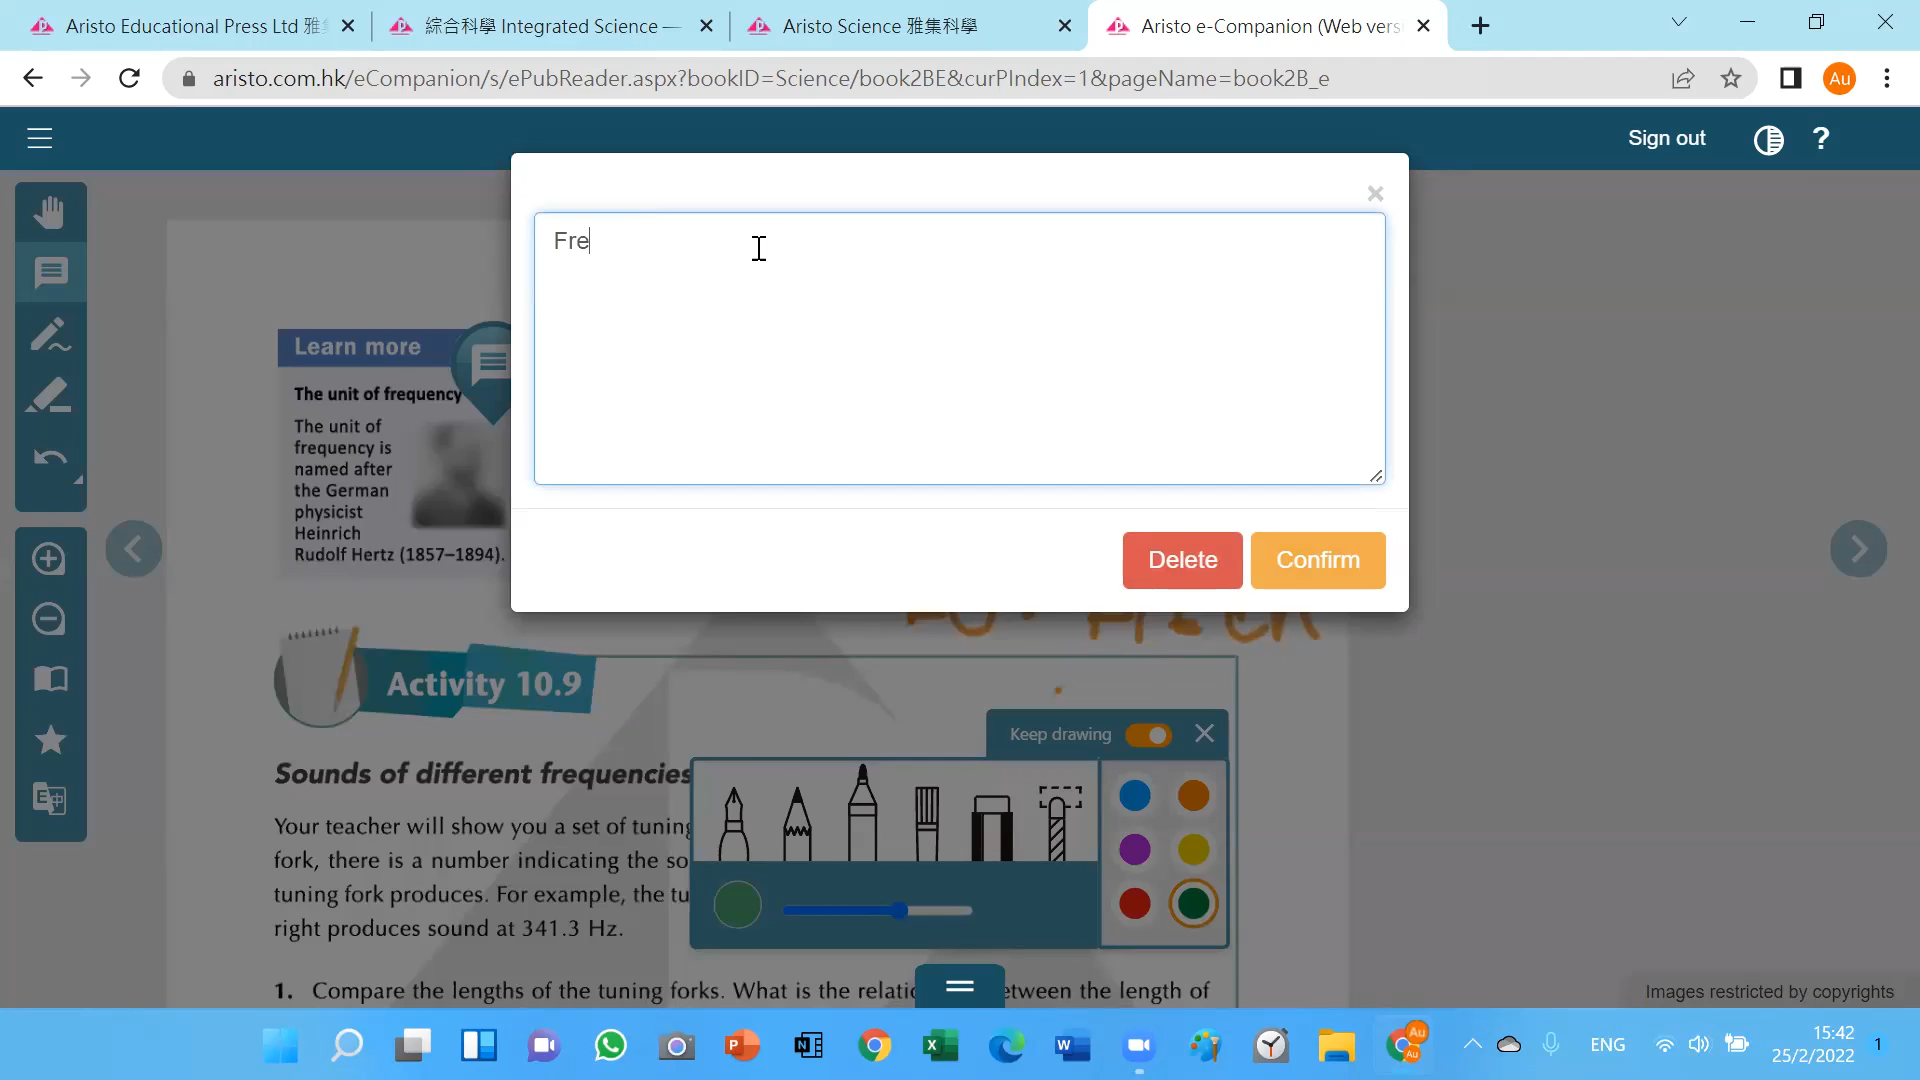 Aristo Educational Press Ltd 雅
綜合科學 Integrated Science —
Aristo Science 雅集科學
Aristo e-Companion (Web vers
aristo.com.hk/eCompanion/s/ePubReader.aspx?bookID=Science/book2BE&curPIndex=1&pageName=book2B_e
Au
Sign out
?
Fre
Delete
Confirm
Learn more
The unit of frequency
The unit of
frequency is
named after
the German
physicist
Heinrich
Rudolf Hertz (1857–1894).
Activity 10.9
Keep drawing
Sounds of different frequencies
Your teacher will show you a set of tuning
fork, there is a number indicating the so
tuning fork produces. For example, the tu
right produces sound at 341.3 Hz.
1. Compare the lengths of the tuning forks. What is the relatio etween the length of
Images restricted by copyrights
ENG
15:42
25/2/2022
1